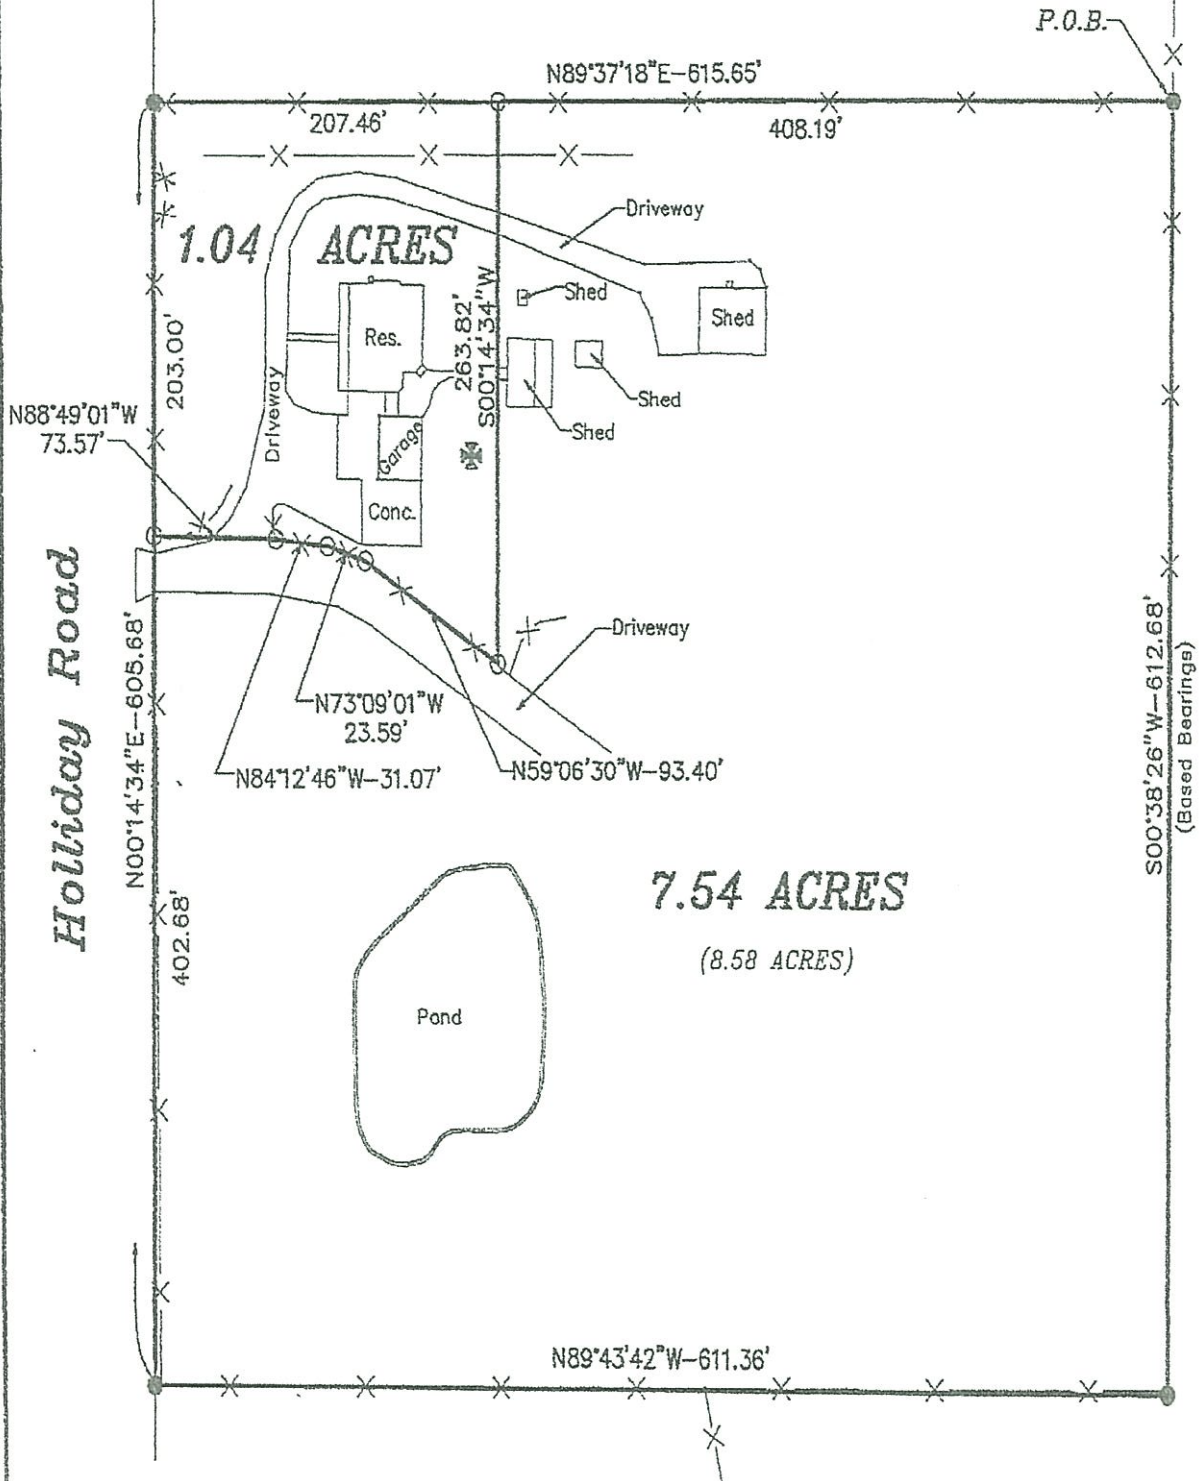 P.O.B.
N89°37'18"E-615.65'
207.46'
408.19'
Driveway
1.04 ACRES
Shed
Shed
Res.
263.82'
S00°14'34"W
203.00'
Shed
Driveway
N88°49'01"W
73.57'
Garage
Shed
Conc.
Holliday Road
N00°14'34"E-605.68'
Driveway
S00°38'26"W-612.68'
(Based Bearings)
N73°09'01"W
23.59'
N84°12'46"W-31.07'
N59°06'30"W-93.40'
7.54 ACRES
402.68'
(8.58 ACRES)
Pond
N89°43'42"W-611.36'